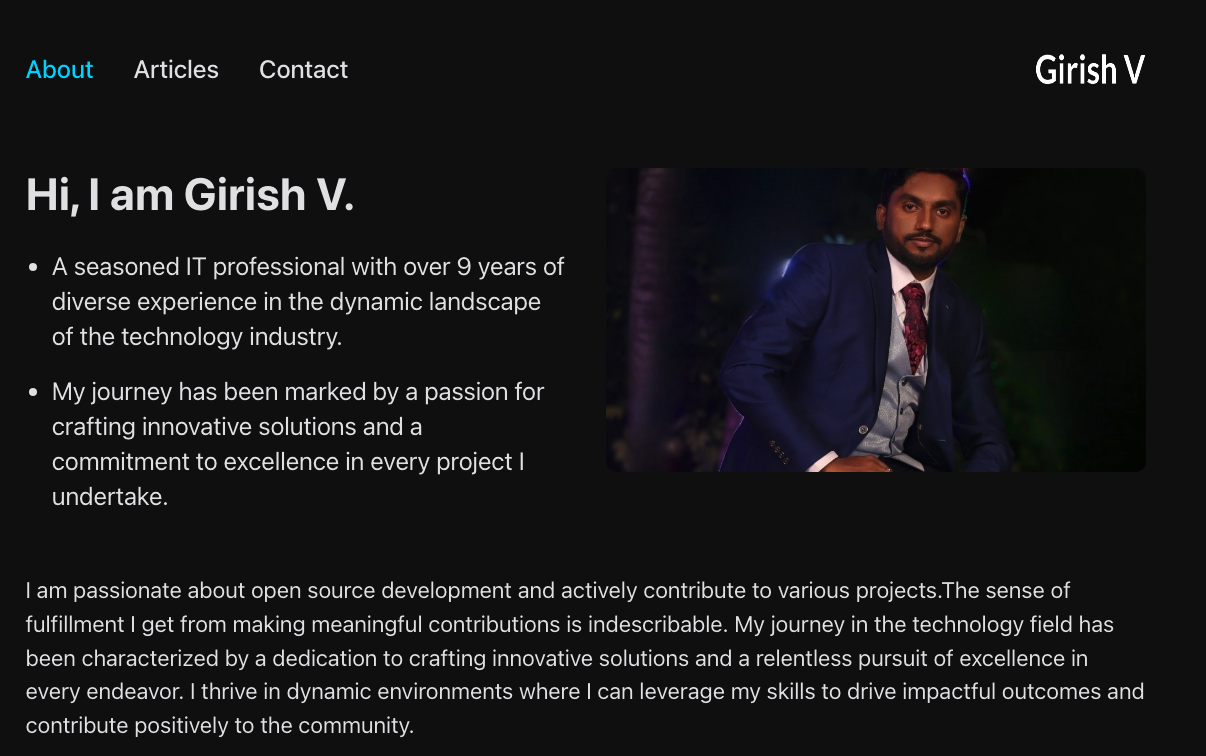 About Articles Contact Girish V
Hi, I am Girish V.
• A seasoned IT professional with over 9 years of
diverse experience in the dynamic landscape
of the technology industry.
• My journey has been marked by a passion for
crafting innovative solutions and a
commitment to excellence in every project I
undertake.
I am passionate about open source development and actively contribute to various projects.The sense of
fulfillment I get from making meaningful contributions is indescribable. My journey in the technology field has
been characterized by a dedication to crafting innovative solutions and a relentless pursuit of excellence in
every endeavor. I thrive in dynamic environments where I can leverage my skills to drive impactful outcomes and
contribute positively to the community.